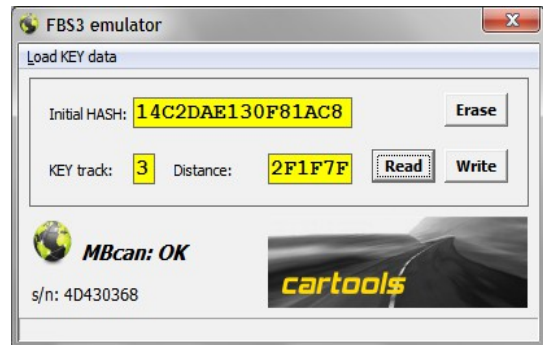 FBS3 emulator
Load KEY data
Initial HASH: 14C2DAE130F81AC8 Erase
KEY track: 3 Distance: 2F1F7F Read Write
MBcan: OK
cartools
s/n: 4D430368